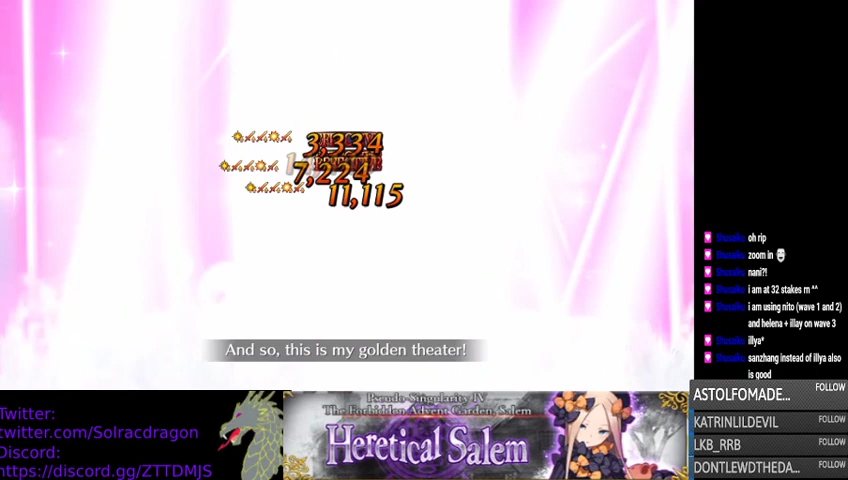 3,334
7,224
11,115
And so, this is my golden theater!
oh rip
zoom in
nani?!
i am at 32 stakes rn ^^
i am using nito (wave 1 and 2)
and helena + illay on wave 3
illya*
sanzhang instead of illya also
is good
ASTOLFOMADE... FOLLOW
KATRINLILDEVIL FOLLOW
LKB_RRB FOLLOW
DONTLEWDTHEDA... FOLLOW
Twitter:
twitter.com/Solracdragon
Discord:
https://discord.gg/ZTTDMJS
Pseudo-Singularity IV
The Forbidden Advent Garden, Salem
Heretical Salem